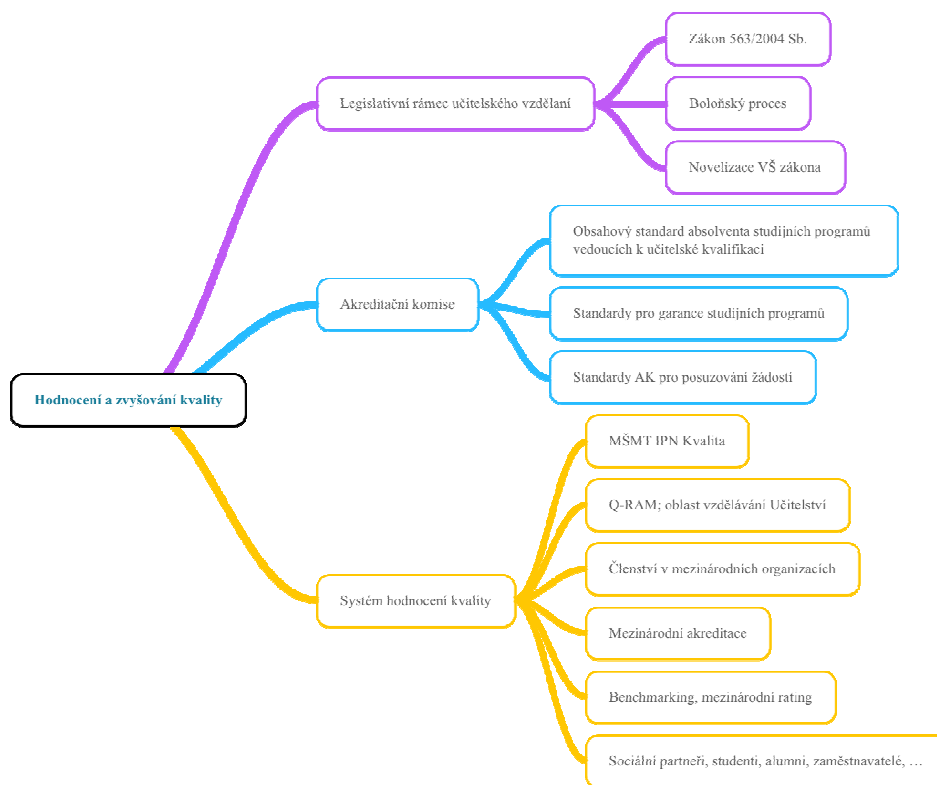 Zákon 563/2004 Sb.
Legislativní rámec učitelského vzdělaní
Boloňský proces
Novelizace VŠ zákona
Obsahový standard absolventa studijních programů
vedoucích k učitelské kvalifikaci
Akreditační komise
Standardy pro garance studijních programů
Standardy AK pro posuzování žádostí
Hodnocení a zvyšování kvality
MŠMT IPN Kvalita
Q-RAM; oblast vzdělávání Učitelství
Členství v mezinárodních organizacích
Systém hodnocení kvality
Mezinárodní akreditace
Benchmarking, mezinárodní rating
Sociální partneři, studenti, alumni, zaměstnavatelé, …